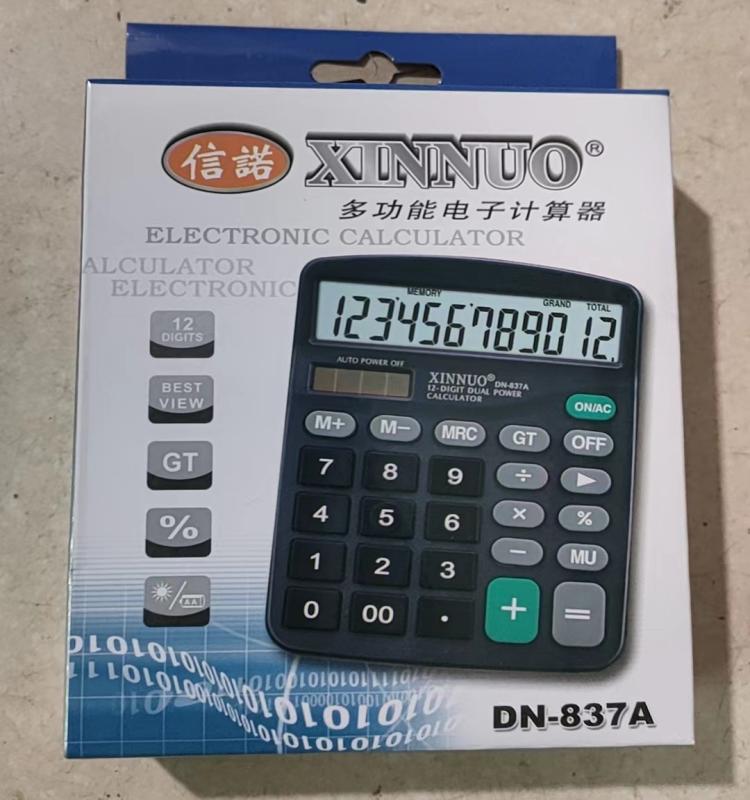 信諾 XINNUO®
多功能电子计算器
ELECTRONIC CALCULATOR
ALCULATOR
ELECTRONIC
12
DIGITS
BEST
VIEW
GT
%
AA
MEMORY GRAND TOTAL
123456789012.
AUTO POWER OFF
XINNUO® DN-837A
12-DIGIT DUAL POWER
CALCULATOR
ON/AC
M+ M− MRC GT OFF
7 8 9 ÷ ▶
4 5 6 × %
1 2 3 − MU
0 00 . + =
DN-837A